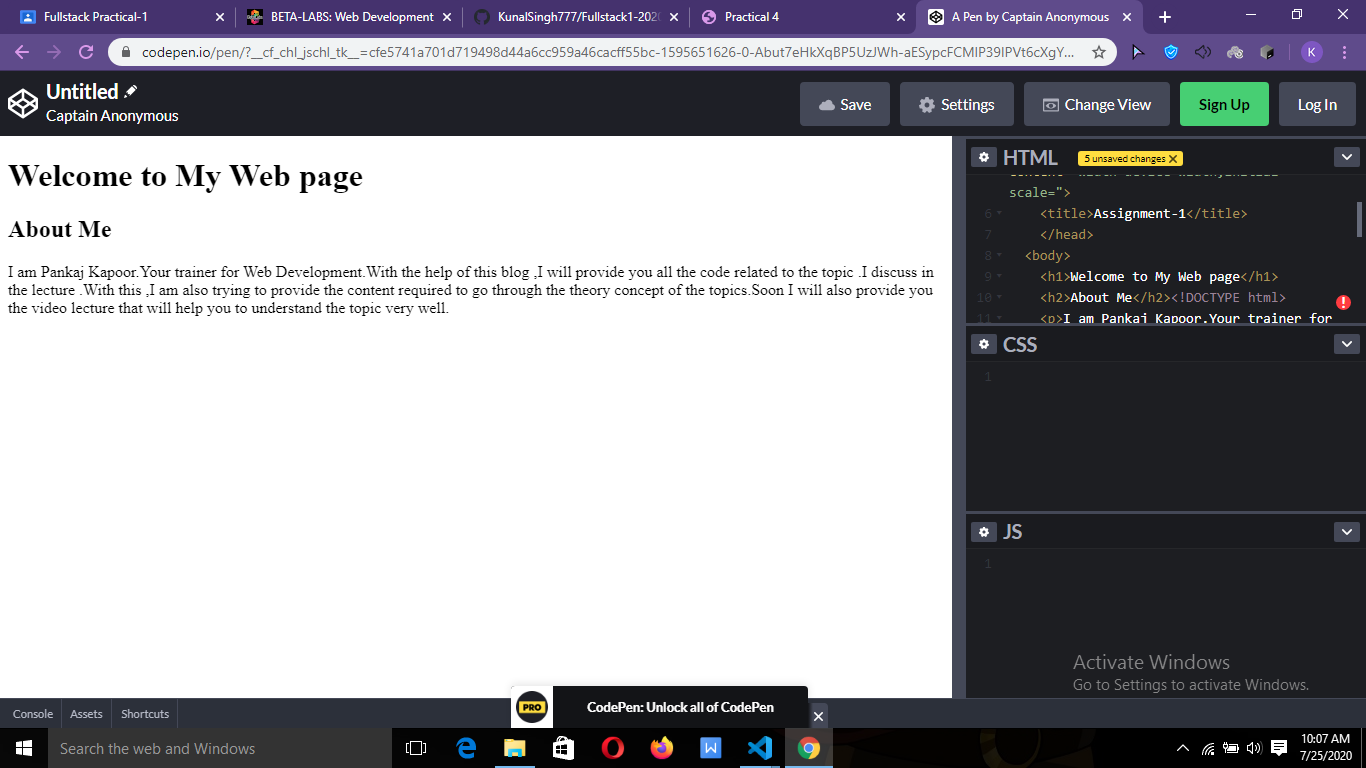 Fullstack Practical-1
BETA-LABS: Web Development
KunalSingh777/Fullstack1-202
Practical 4
A Pen by Captain Anonymous
codepen.io/pen/?__cf_chl_jschl_tk__=cfe5741a701d719498d44a6cc959a46cacff55bc-1595651626-0-Abut7eHkXqBP5UzJWh-aESypcFCMIP39IPVt6cXgY...
K
Untitled
Captain Anonymous
Save
Settings
Change View
Sign Up
Log In
Welcome to My Web page
About Me
I am Pankaj Kapoor.Your trainer for Web Development.With the help of this blog ,I will provide you all the code related to the topic .I discuss in
the lecture .With this ,I am also trying to provide the content required to go through the theory concept of the topics.Soon I will also provide you
the video lecture that will help you to understand the topic very well.
HTML
5 unsaved changes
scale=">
6 <title>Assignment-1</title>
7 </head>
8 <body>
9 <h1>Welcome to My Web page</h1>
10 <h2>About Me</h2><!DOCTYPE html>
11 <p>I am Pankaj Kapoor.Your trainer for
CSS
1
JS
1
Activate Windows
Go to Settings to activate Windows.
Console
Assets
Shortcuts
PRO
CodePen: Unlock all of CodePen
Search the web and Windows
10:07 AM
7/25/2020